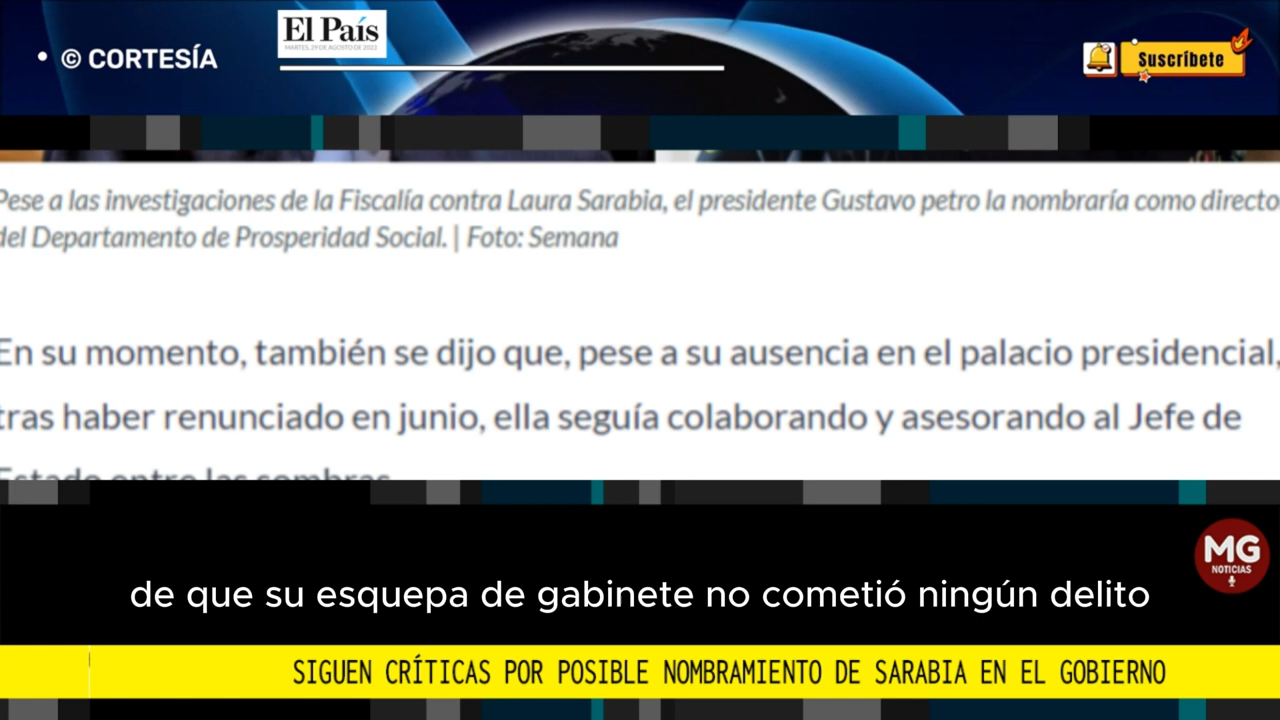 • © CORTESÍA
El País
MARTES, 29 DE AGOSTO DE 2023
Suscríbete
Pese a las investigaciones de la Fiscalía contra Laura Sarabia, el presidente Gustavo petro la nombraría como directo
del Departamento de Prosperidad Social. | Foto: Semana
En su momento, también se dijo que, pese a su ausencia en el palacio presidencial,
tras haber renunciado en junio, ella seguía colaborando y asesorando al Jefe de
Estado entre las sombras
MG
NOTICIAS
de que su esquepa de gabinete no cometió ningún delito
SIGUEN CRÍTICAS POR POSIBLE NOMBRAMIENTO DE SARABIA EN EL GOBIERNO